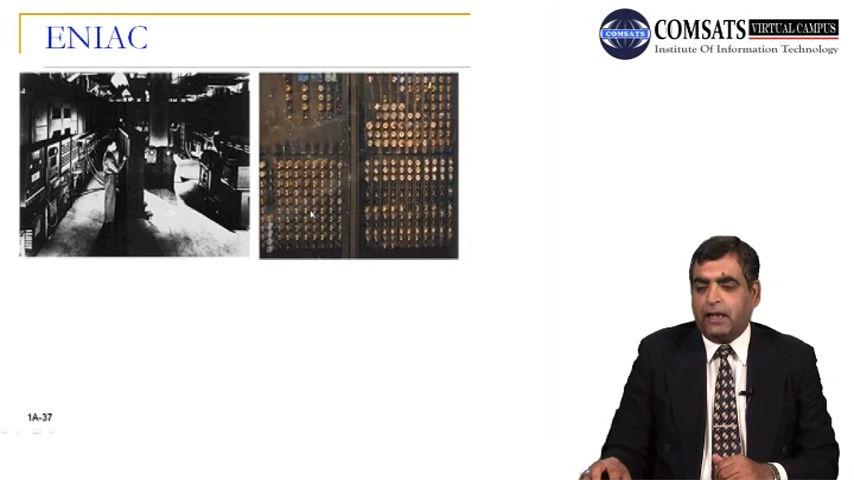 ENIAC
COMSATS
COMSATS VIRTUAL CAMPUS
Institute Of Information Technology
1A-37